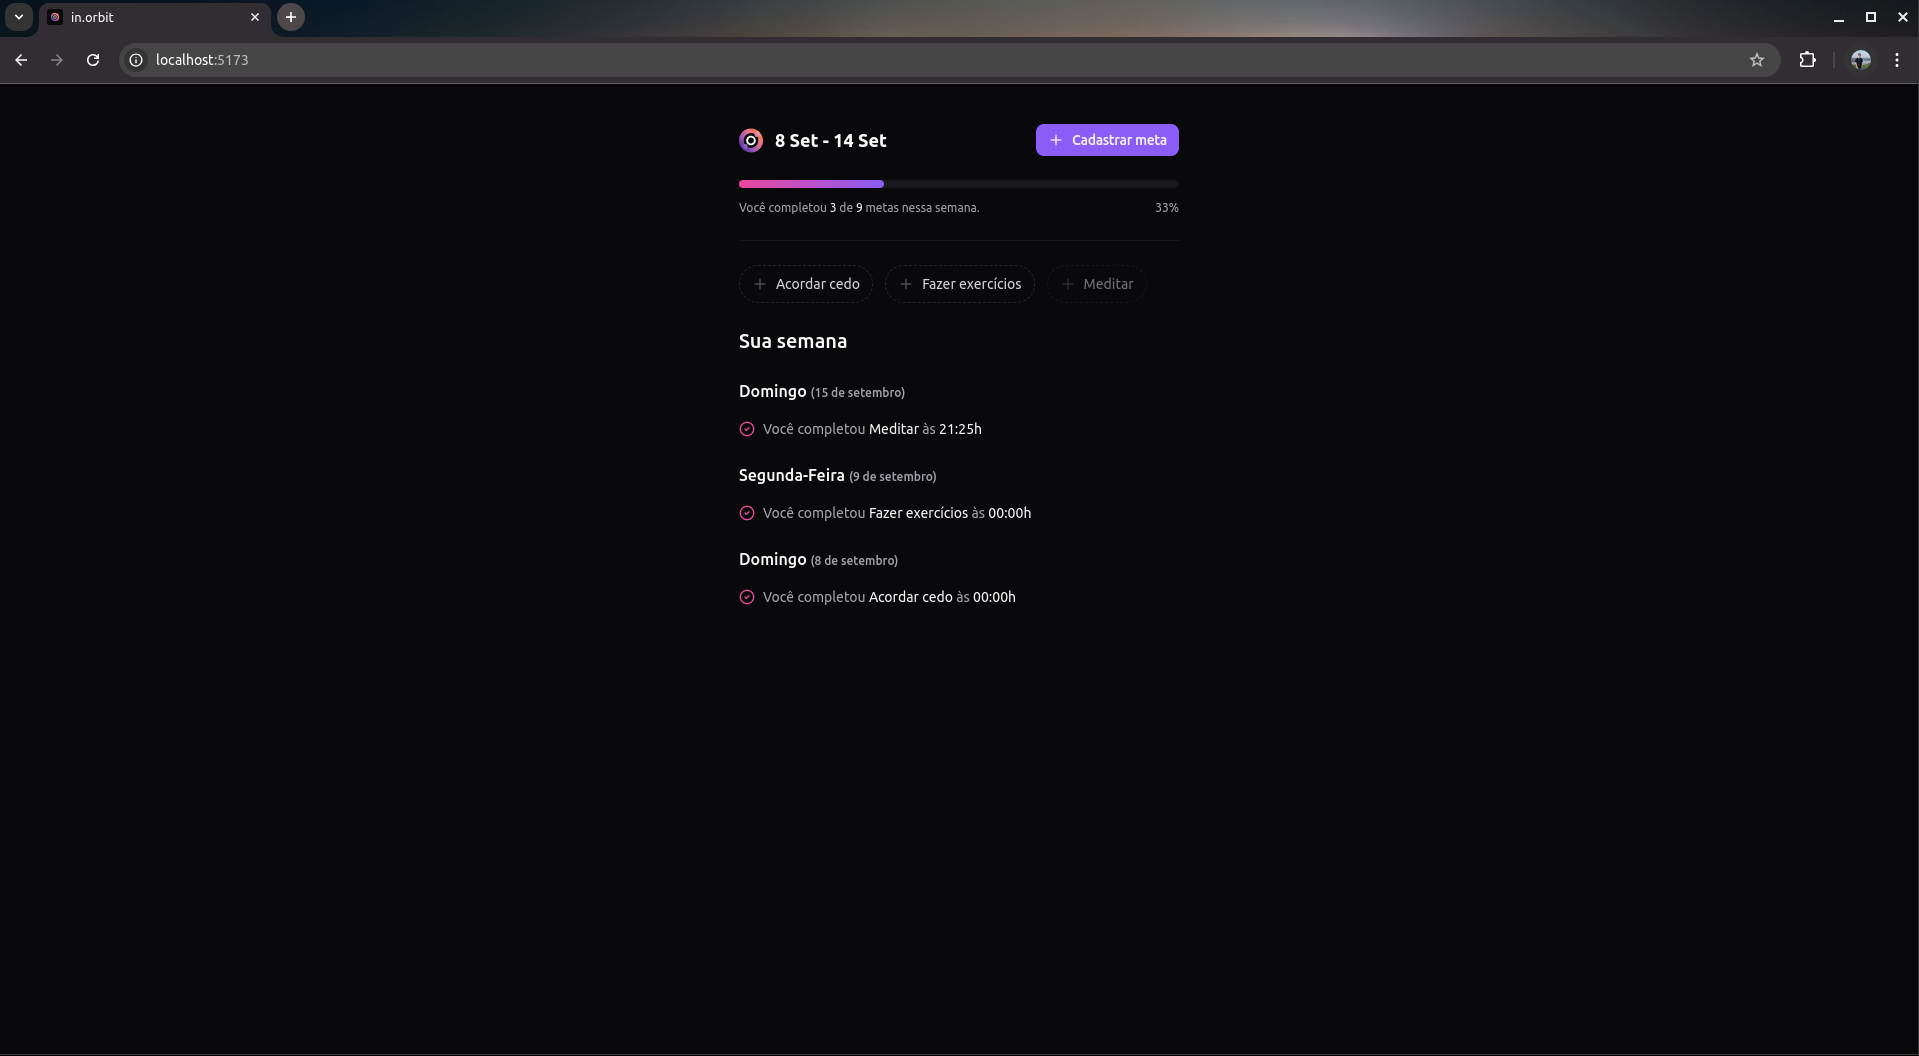 in.orbit
localhost:5173
8 Set - 14 Set
Cadastrar meta
Você completou 3 de 9 metas nessa semana. 33%
Acordar cedo Fazer exercícios Meditar
Sua semana
Domingo (15 de setembro)
Você completou Meditar às 21:25h
Segunda-Feira (9 de setembro)
Você completou Fazer exercícios às 00:00h
Domingo (8 de setembro)
Você completou Acordar cedo às 00:00h